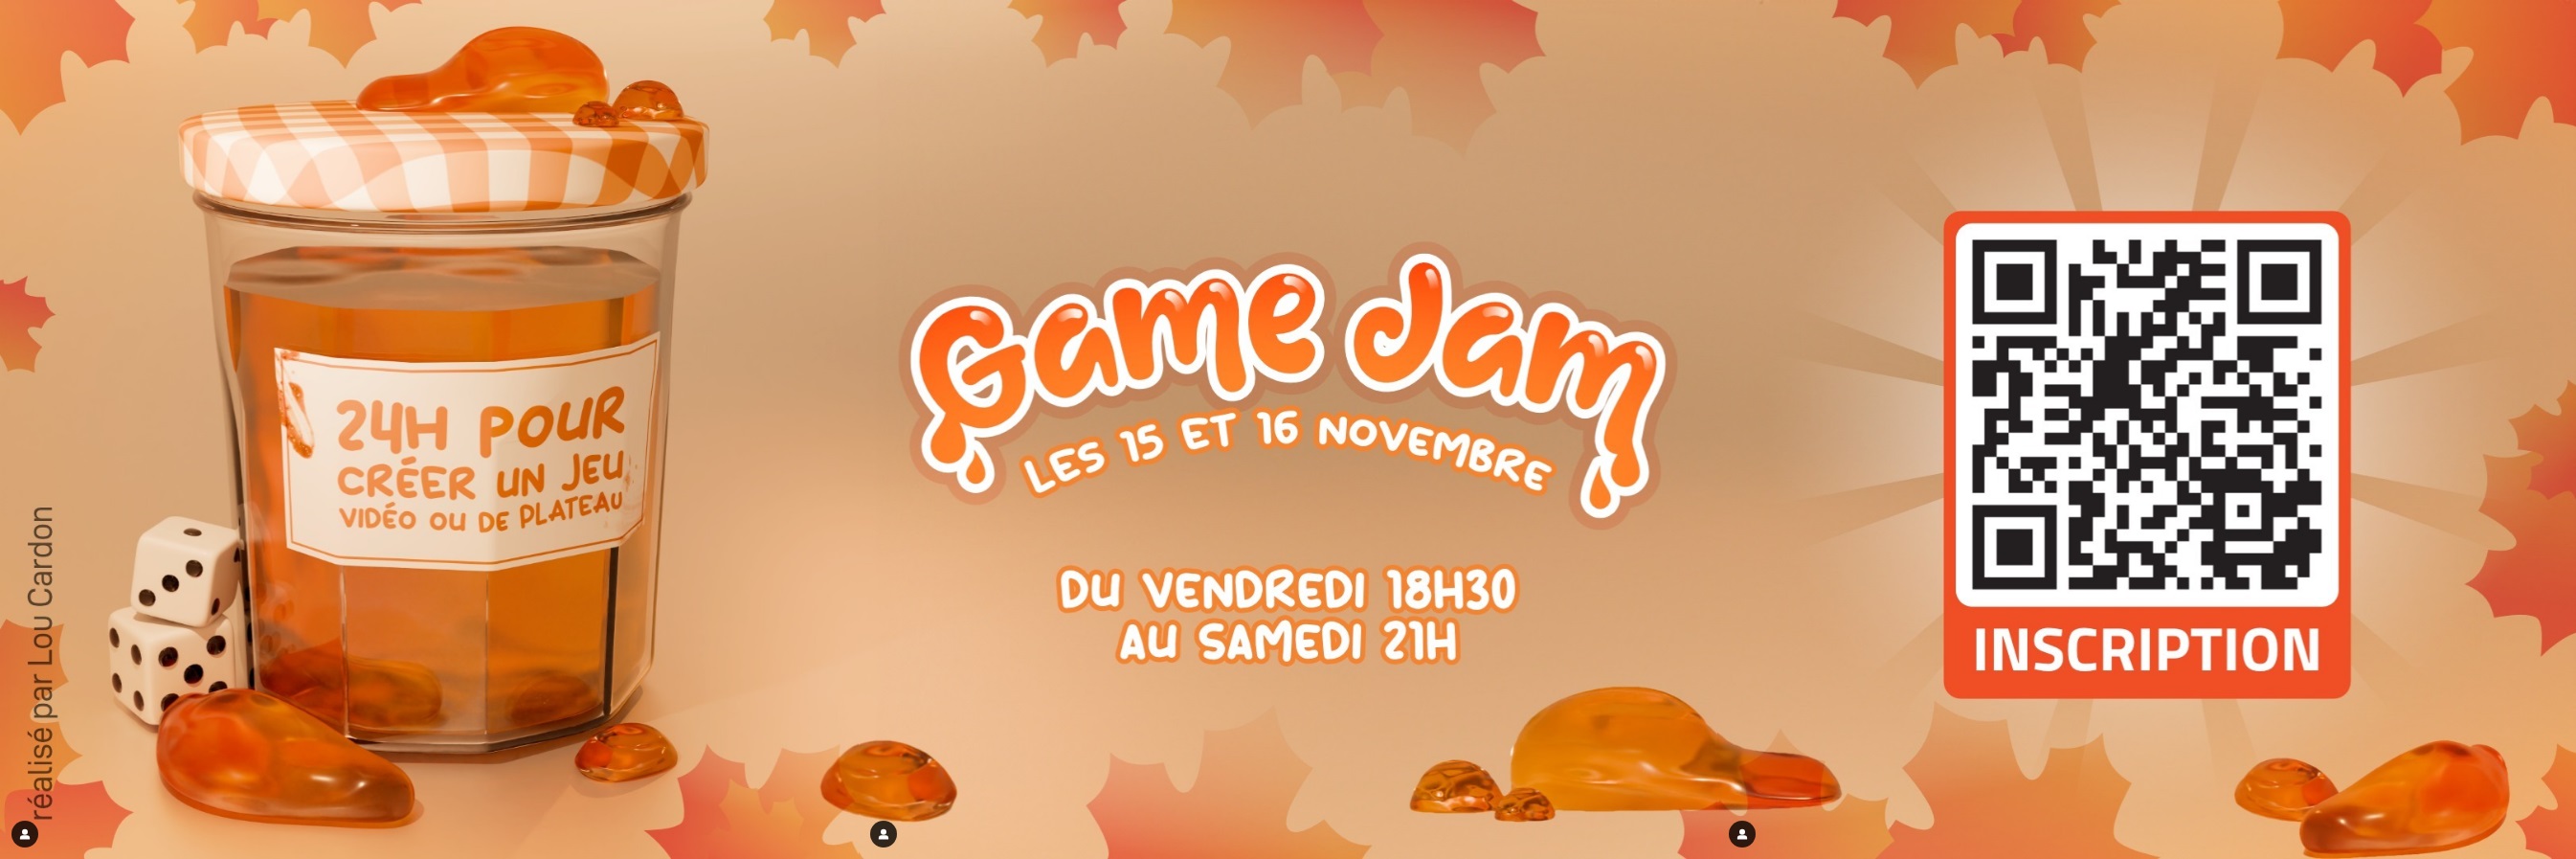 24H POUR
CRÉER UN JEU
VIDÉO OU DE PLATEAU
réalisé par Lou Cardon
Game Jam
LES 15 ET 16 NOVEMBRE
DU VENDREDI 18H30
AU SAMEDI 21H
INSCRIPTION